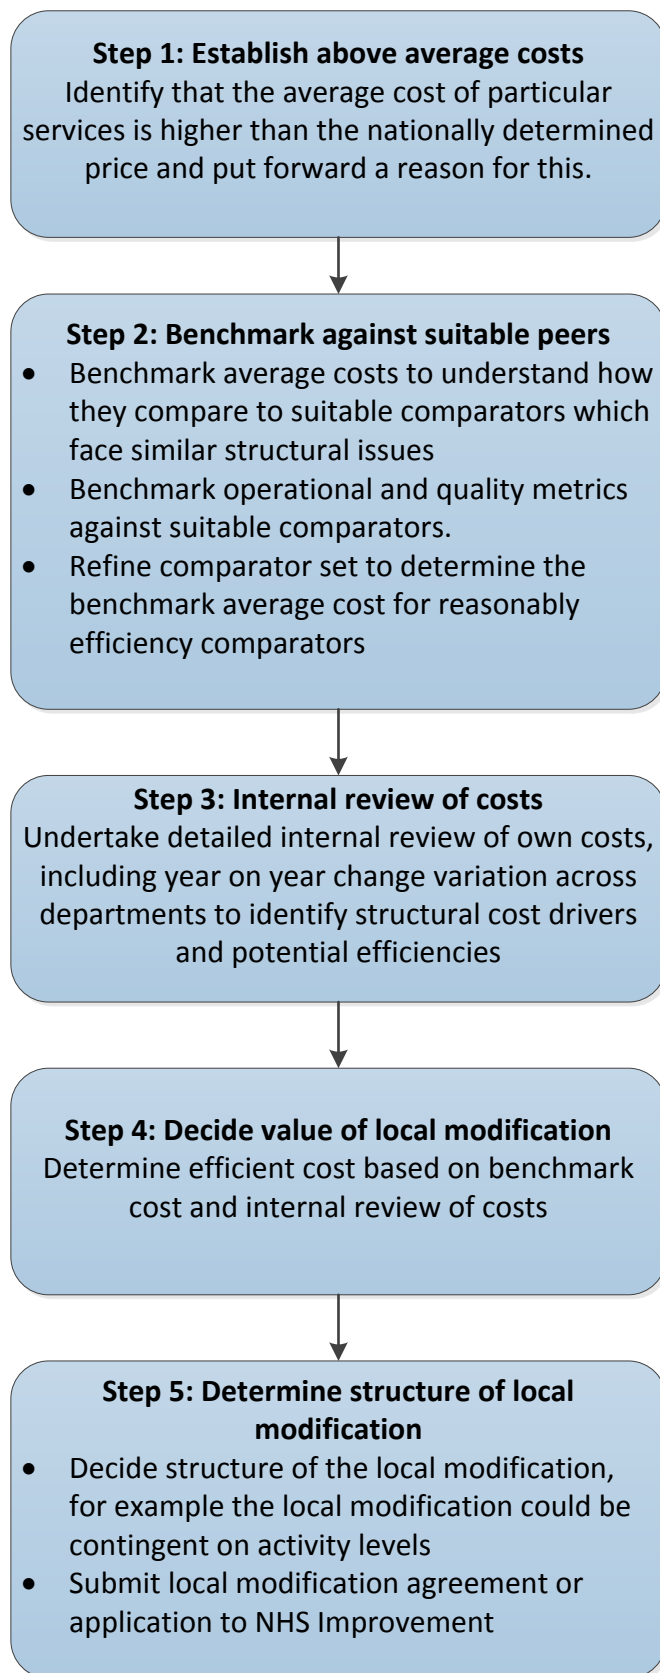 Step 1: Establish above average costs
Identify that the average cost of particular
services is higher than the nationally determined
price and put forward a reason for this.
Step 2: Benchmark against suitable peers
• Benchmark average costs to understand how
they compare to suitable comparators which
face similar structural issues
• Benchmark operational and quality metrics
against suitable comparators.
• Refine comparator set to determine the
benchmark average cost for reasonably
efficiency comparators
Step 3: Internal review of costs
Undertake detailed internal review of own costs,
including year on year change variation across
departments to identify structural cost drivers
and potential efficiencies
Step 4: Decide value of local modification
Determine efficient cost based on benchmark
cost and internal review of costs
Step 5: Determine structure of local
modification
• Decide structure of the local modification,
for example the local modification could be
contingent on activity levels
• Submit local modification agreement or
application to NHS Improvement